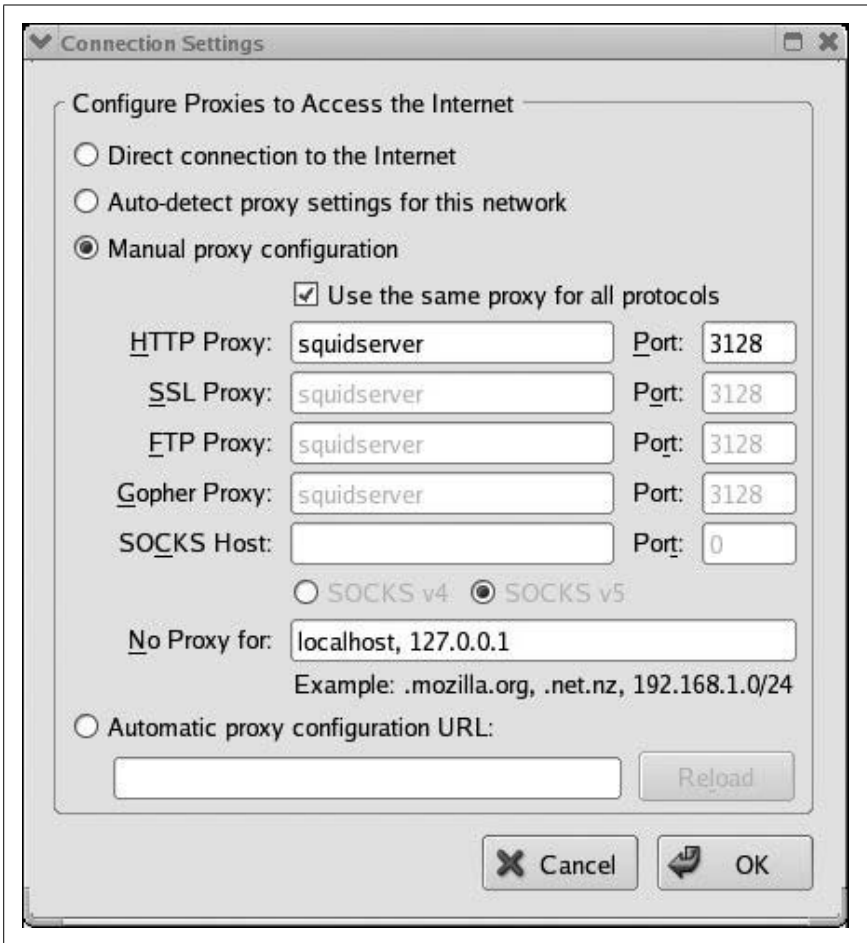 Connection Settings
Configure Proxies to Access the Internet
Direct connection to the Internet
Auto-detect proxy settings for this network
Manual proxy configuration
Use the same proxy for all protocols
HTTP Proxy: squidserver Port: 3128
SSL Proxy: squidserver Port: 3128
FTP Proxy: squidserver Port: 3128
Gopher Proxy: squidserver Port: 3128
SOCKS Host: Port: 0
SOCKS v4 SOCKS v5
No Proxy for: localhost, 127.0.0.1
Example: .mozilla.org, .net.nz, 192.168.1.0/24
Automatic proxy configuration URL:
Reload
Cancel OK